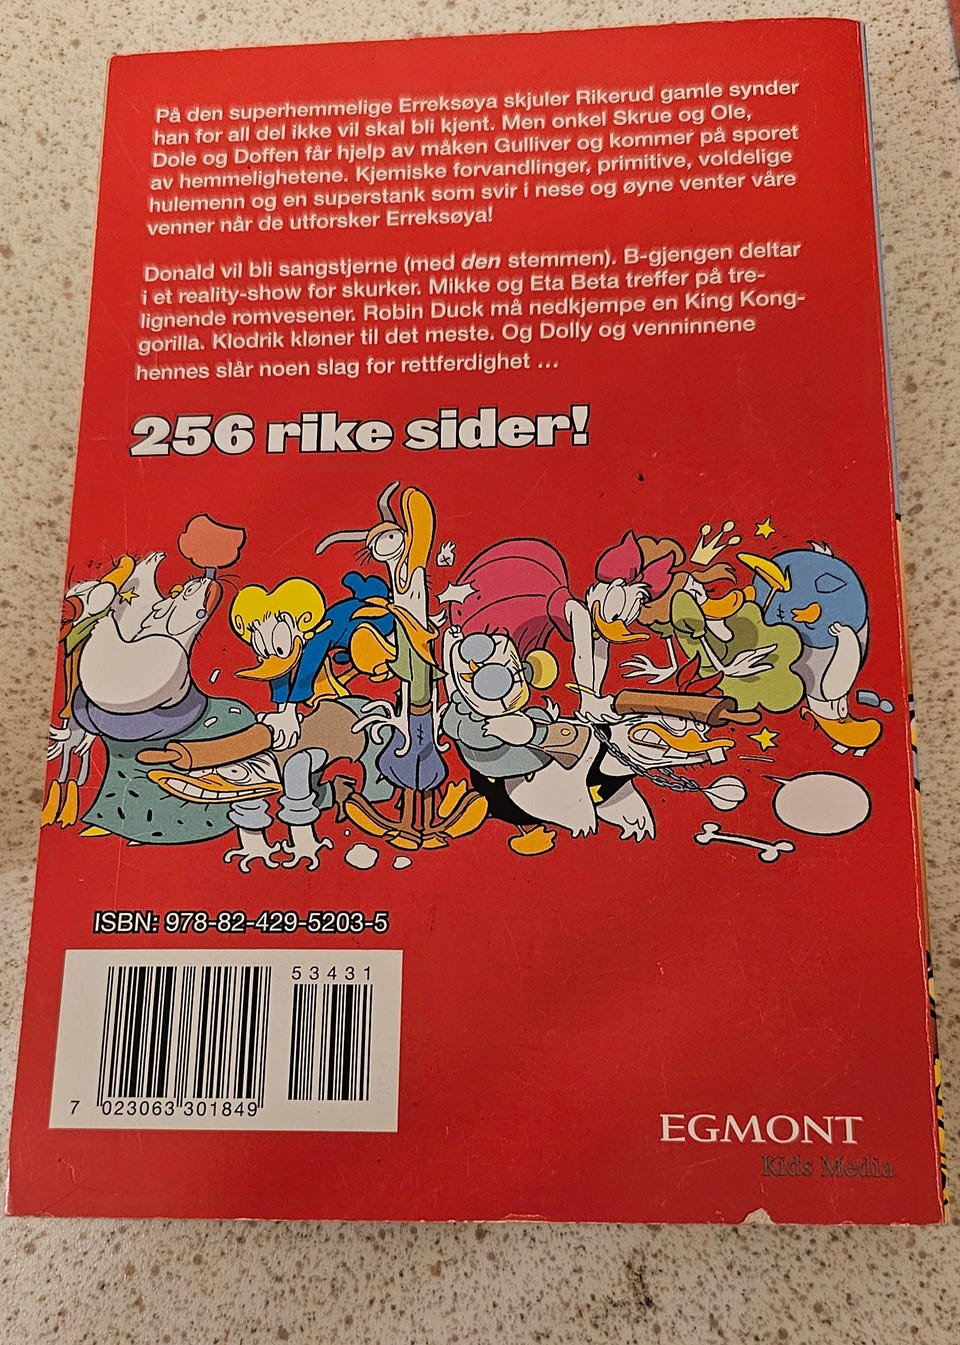 På den superhemmelige Erreksøya skjuler Rikerud gamle synder
han for all del ikke vil skal bli kjent. Men onkel Skrue og Ole,
Dole og Doffen får hjelp av måken Gulliver og kommer på sporet
av hemmelighetene. Kjemiske forvandlinger, primitive, voldelige
hulemenn og en superstank som svir i nese og øyne venter våre
venner når de utforsker Erreksøya!
Donald vil bli sangstjerne (med den stemmen). B-gjengen deltar
i et reality-show for skurker. Mikke og Eta Beta treffer på tre-
lignende romvesener. Robin Duck må nedkjempe en King Kong-
gorilla. Klodrik kløner til det meste. Og Dolly og venninnene
hennes slår noen slag for rettferdighet ...
256 rike sider!
ISBN: 978-82-429-5203-5
53431
7 023063 301849
EGMONT
Kids Media